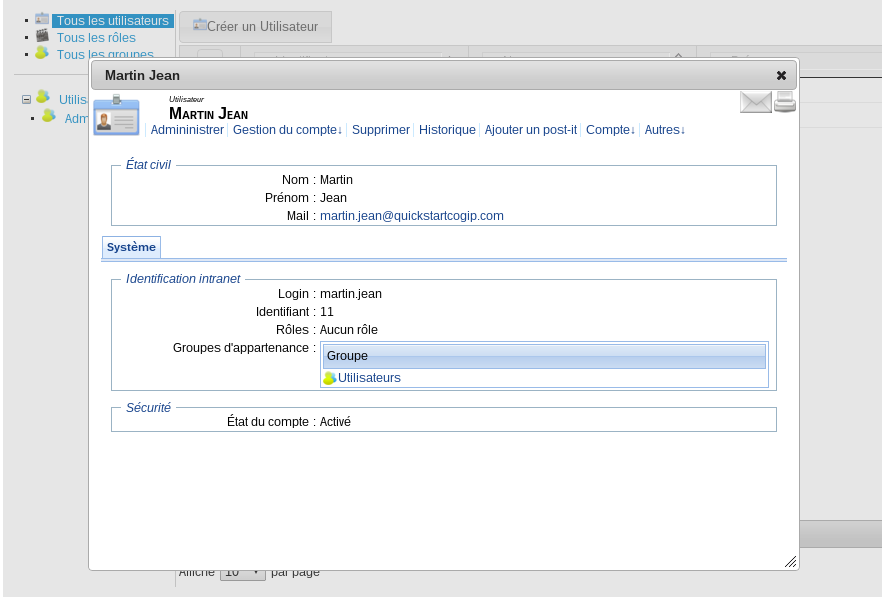 Tous les utilisateurs
Tous les rôles
Tous les groupes
Créer un Utilisateur
Martin Jean
Utilisateur
Martin Jean
Admininistrer Gestion du compte↓ Supprimer Historique Ajouter un post-it Compte↓ Autres↓
État civil
Nom : Martin
Prénom : Jean
Mail : martin.jean@quickstartcogip.com
Système
Identification intranet
Login : martin.jean
Identifiant : 11
Rôles : Aucun rôle
Groupes d'appartenance :
Groupe
Utilisateurs
Sécurité
État du compte : Activé
Utilis
Adm
Affiche 10 par page